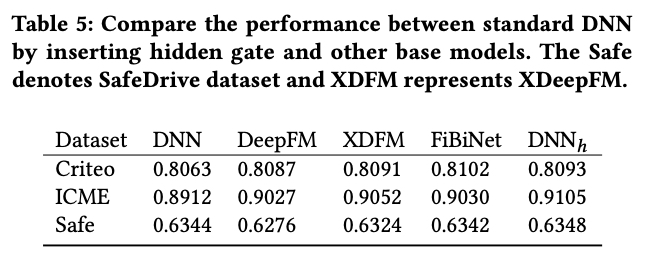 Table 5: Compare the performance between standard DNN
by inserting hidden gate and other base models. The Safe
denotes SafeDrive dataset and XDFM represents XDeepFM.
Dataset DNN DeepFM XDFM FiBiNet DNNh
Criteo 0.8063 0.8087 0.8091 0.8102 0.8093
ICME 0.8912 0.9027 0.9052 0.9030 0.9105
Safe 0.6344 0.6276 0.6324 0.6342 0.6348